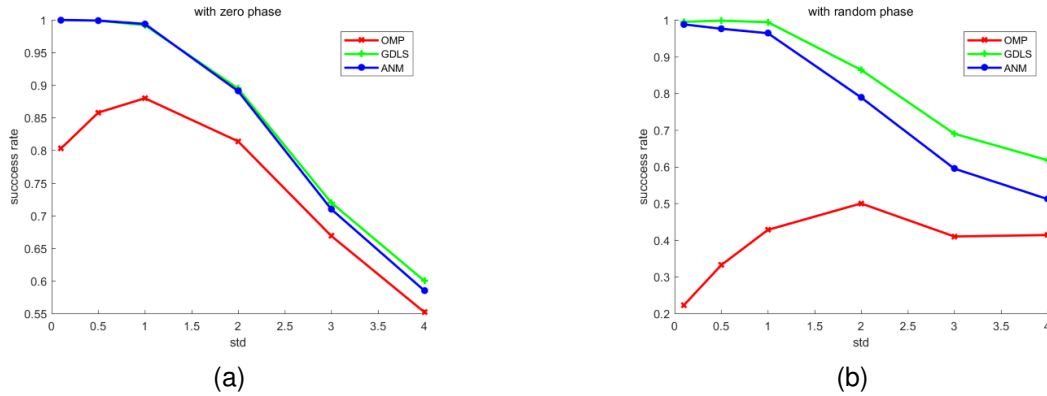 with zero phase
1
0.95
0.9
0.85
0.8
0.75
0.7
0.65
0.6
0.55
succcess rate
OMP
GDLS
ANM
0 0.5 1 1.5 2 2.5 3 3.5 4
std
(a)
with random phase
1
0.9
0.8
0.7
0.6
0.5
0.4
0.3
0.2
succcess rate
OMP
GDLS
ANM
0 0.5 1 1.5 2 2.5 3 3.5 4
std
(b)